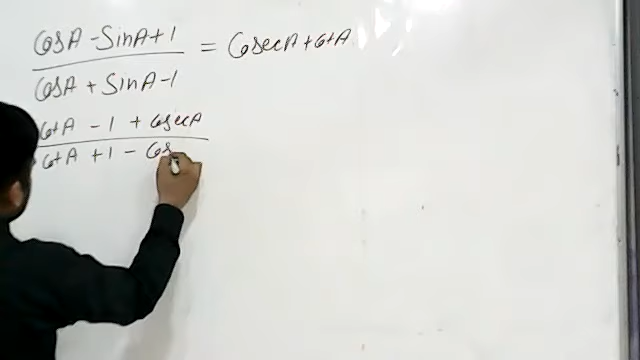 CosA - SinA + 1 = CosecA + CotA
CosA + SinA - 1
CotA - 1 + CosecA
CotA + 1 - Cos